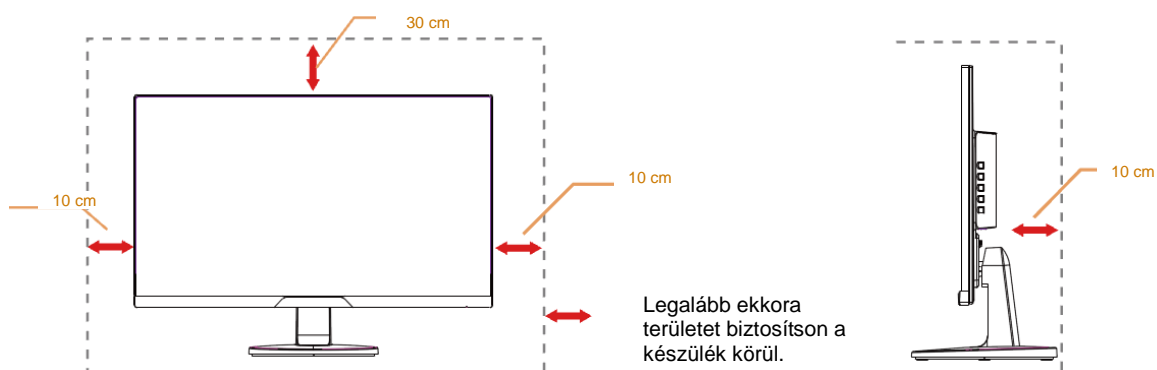 30 cm
10 cm
10 cm
10 cm
Legalább ekkora
területet biztosítson a
készülék körül.